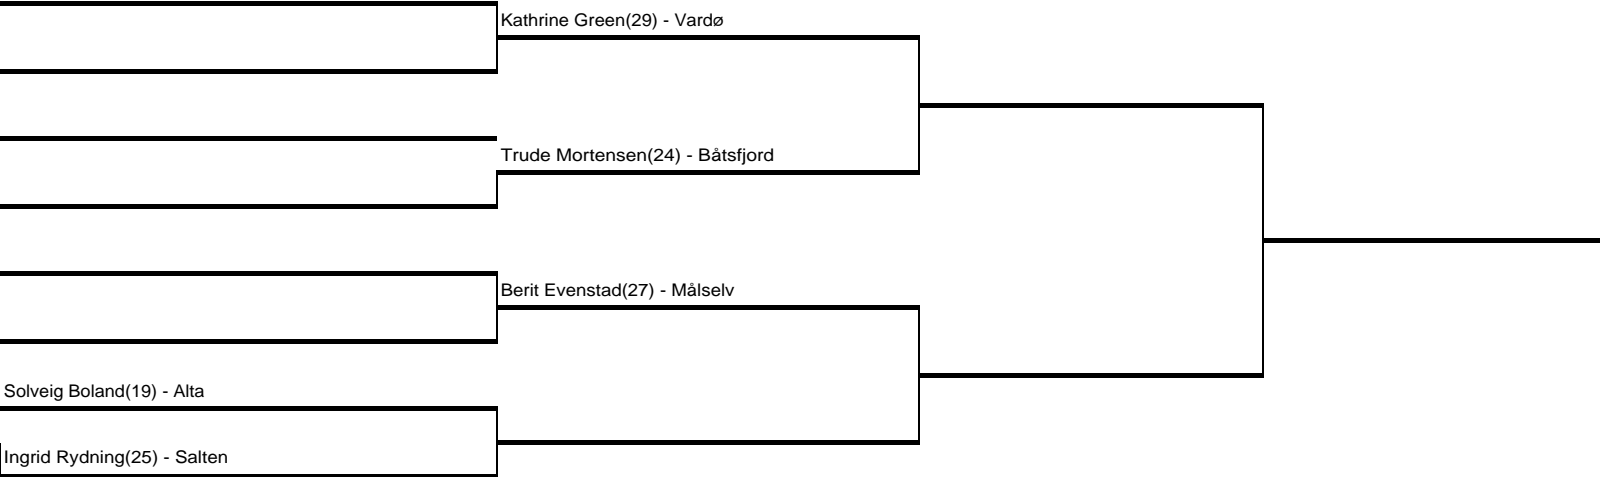 Kathrine Green(29) - Vardø
Trude Mortensen(24) - Båtsfjord
Berit Evenstad(27) - Målselv
Solveig Boland(19) - Alta
Ingrid Rydning(25) - Salten